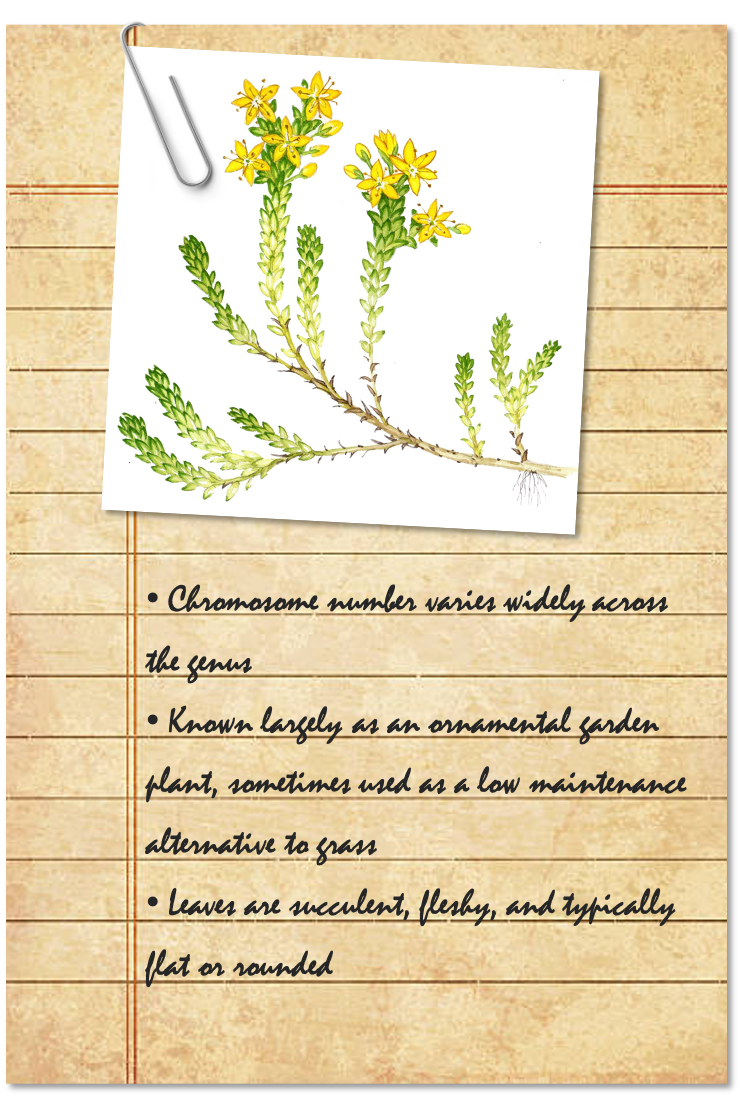 • Chromosome number varies widely across
the genus
• Known largely as an ornamental garden
plant, sometimes used as a low maintenance
alternative to grass
• Leaves are succulent, fleshy, and typically
flat or rounded